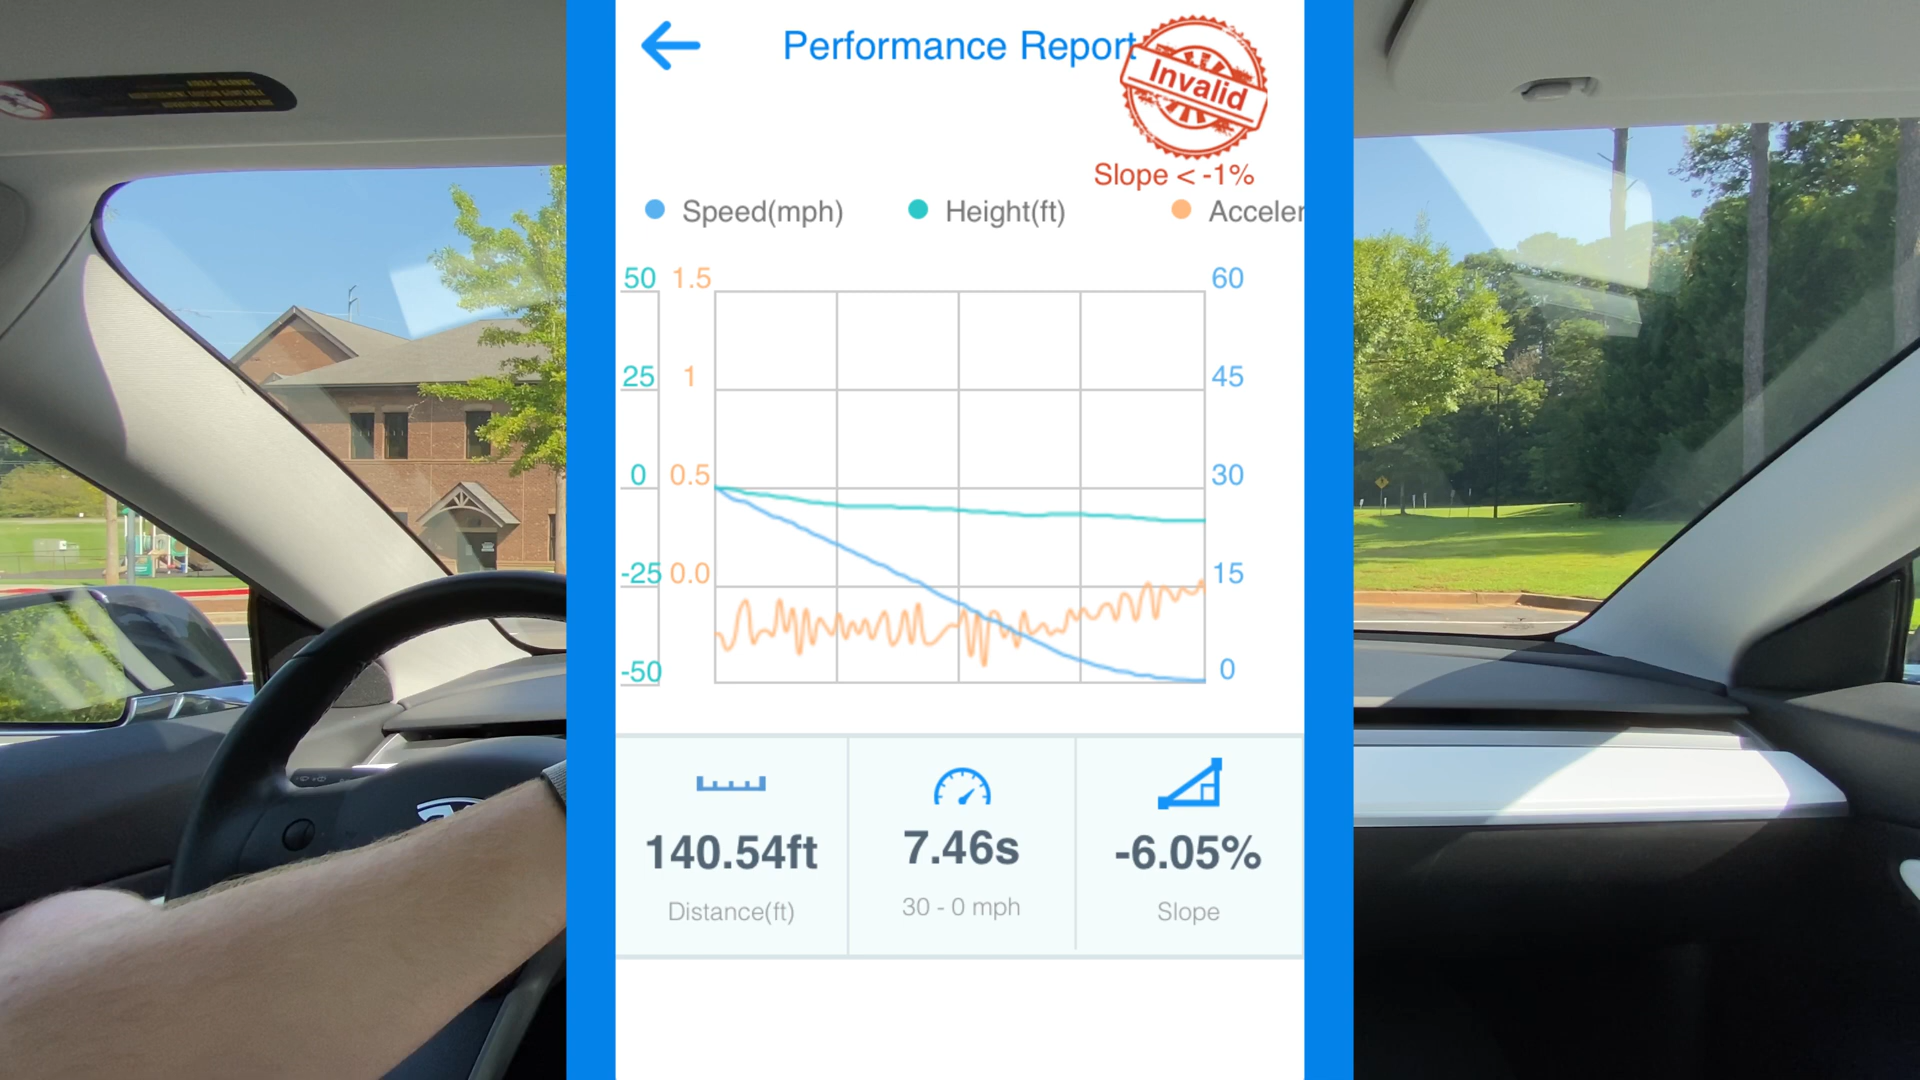 Performance Report
Invalid
Slope < -1%
Speed(mph) Height(ft) Acceler
50 1.5 60
25 1 45
0 0.5 30
-25 0.0 15
-50 0
140.54ft 7.46s -6.05%
Distance(ft) 30 - 0 mph Slope